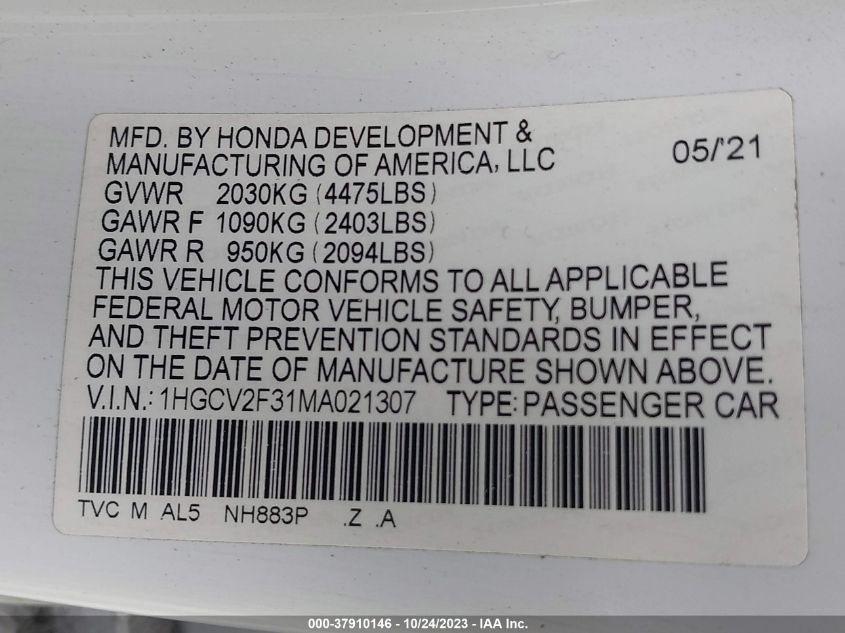 MFD. BY HONDA DEVELOPMENT &
MANUFACTURING OF AMERICA, LLC 05/'21
GVWR 2030KG (4475LBS)
GAWR F 1090KG (2403LBS)
GAWR R 950KG (2094LBS)
THIS VEHICLE CONFORMS TO ALL APPLICABLE
FEDERAL MOTOR VEHICLE SAFETY, BUMPER,
AND THEFT PREVENTION STANDARDS IN EFFECT
ON THE DATE OF MANUFACTURE SHOWN ABOVE.
V.I.N.: 1HGCV2F31MA021307 TYPE: PASSENGER CAR
TVC M AL5 NH883P .Z .A
000-37910146 - 10/24/2023 - IAA Inc.